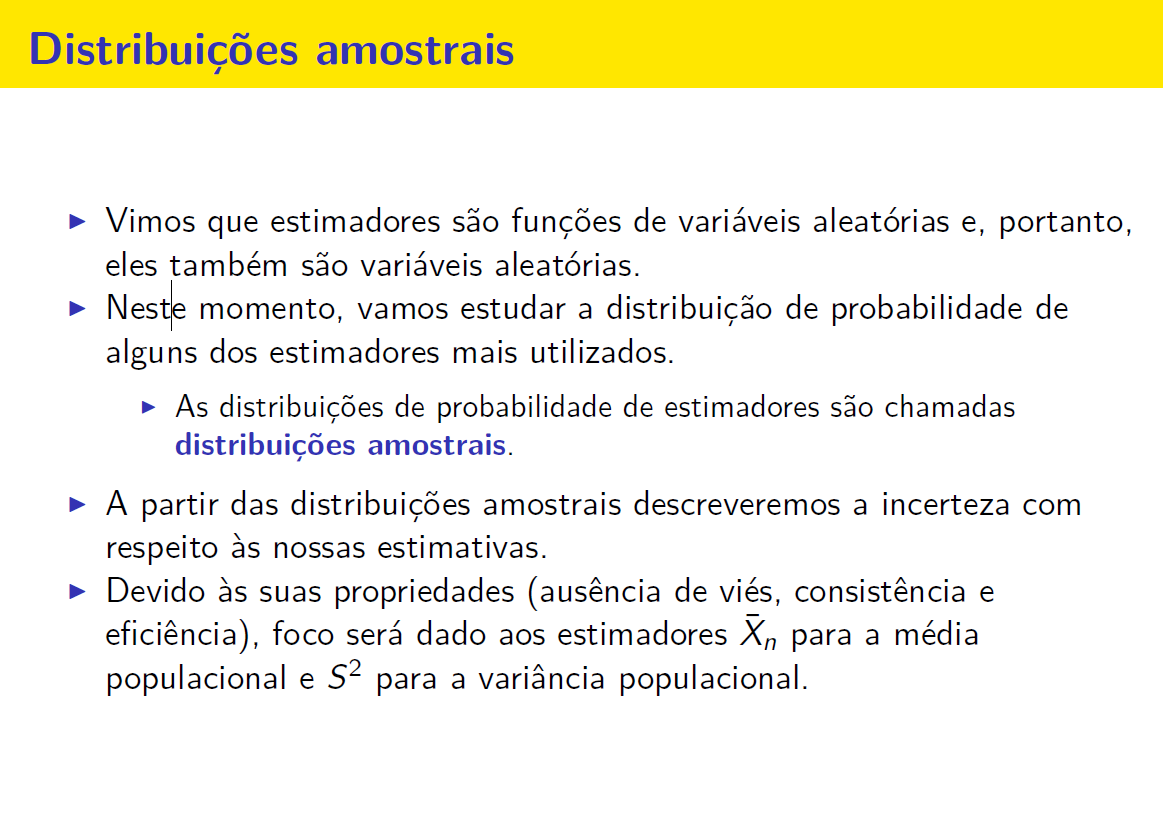 Distribuições amostrais
▶ Vimos que estimadores são funções de variáveis aleatórias e, portanto,
eles também são variáveis aleatórias.
▶ Neste momento, vamos estudar a distribuição de probabilidade de
alguns dos estimadores mais utilizados.
▶ As distribuições de probabilidade de estimadores são chamadas
distribuições amostrais.
▶ A partir das distribuições amostrais descreveremos a incerteza com
respeito às nossas estimativas.
▶ Devido às suas propriedades (ausência de viés, consistência e
eficiência), foco será dado aos estimadores X̄ₙ para a média
populacional e S² para a variância populacional.